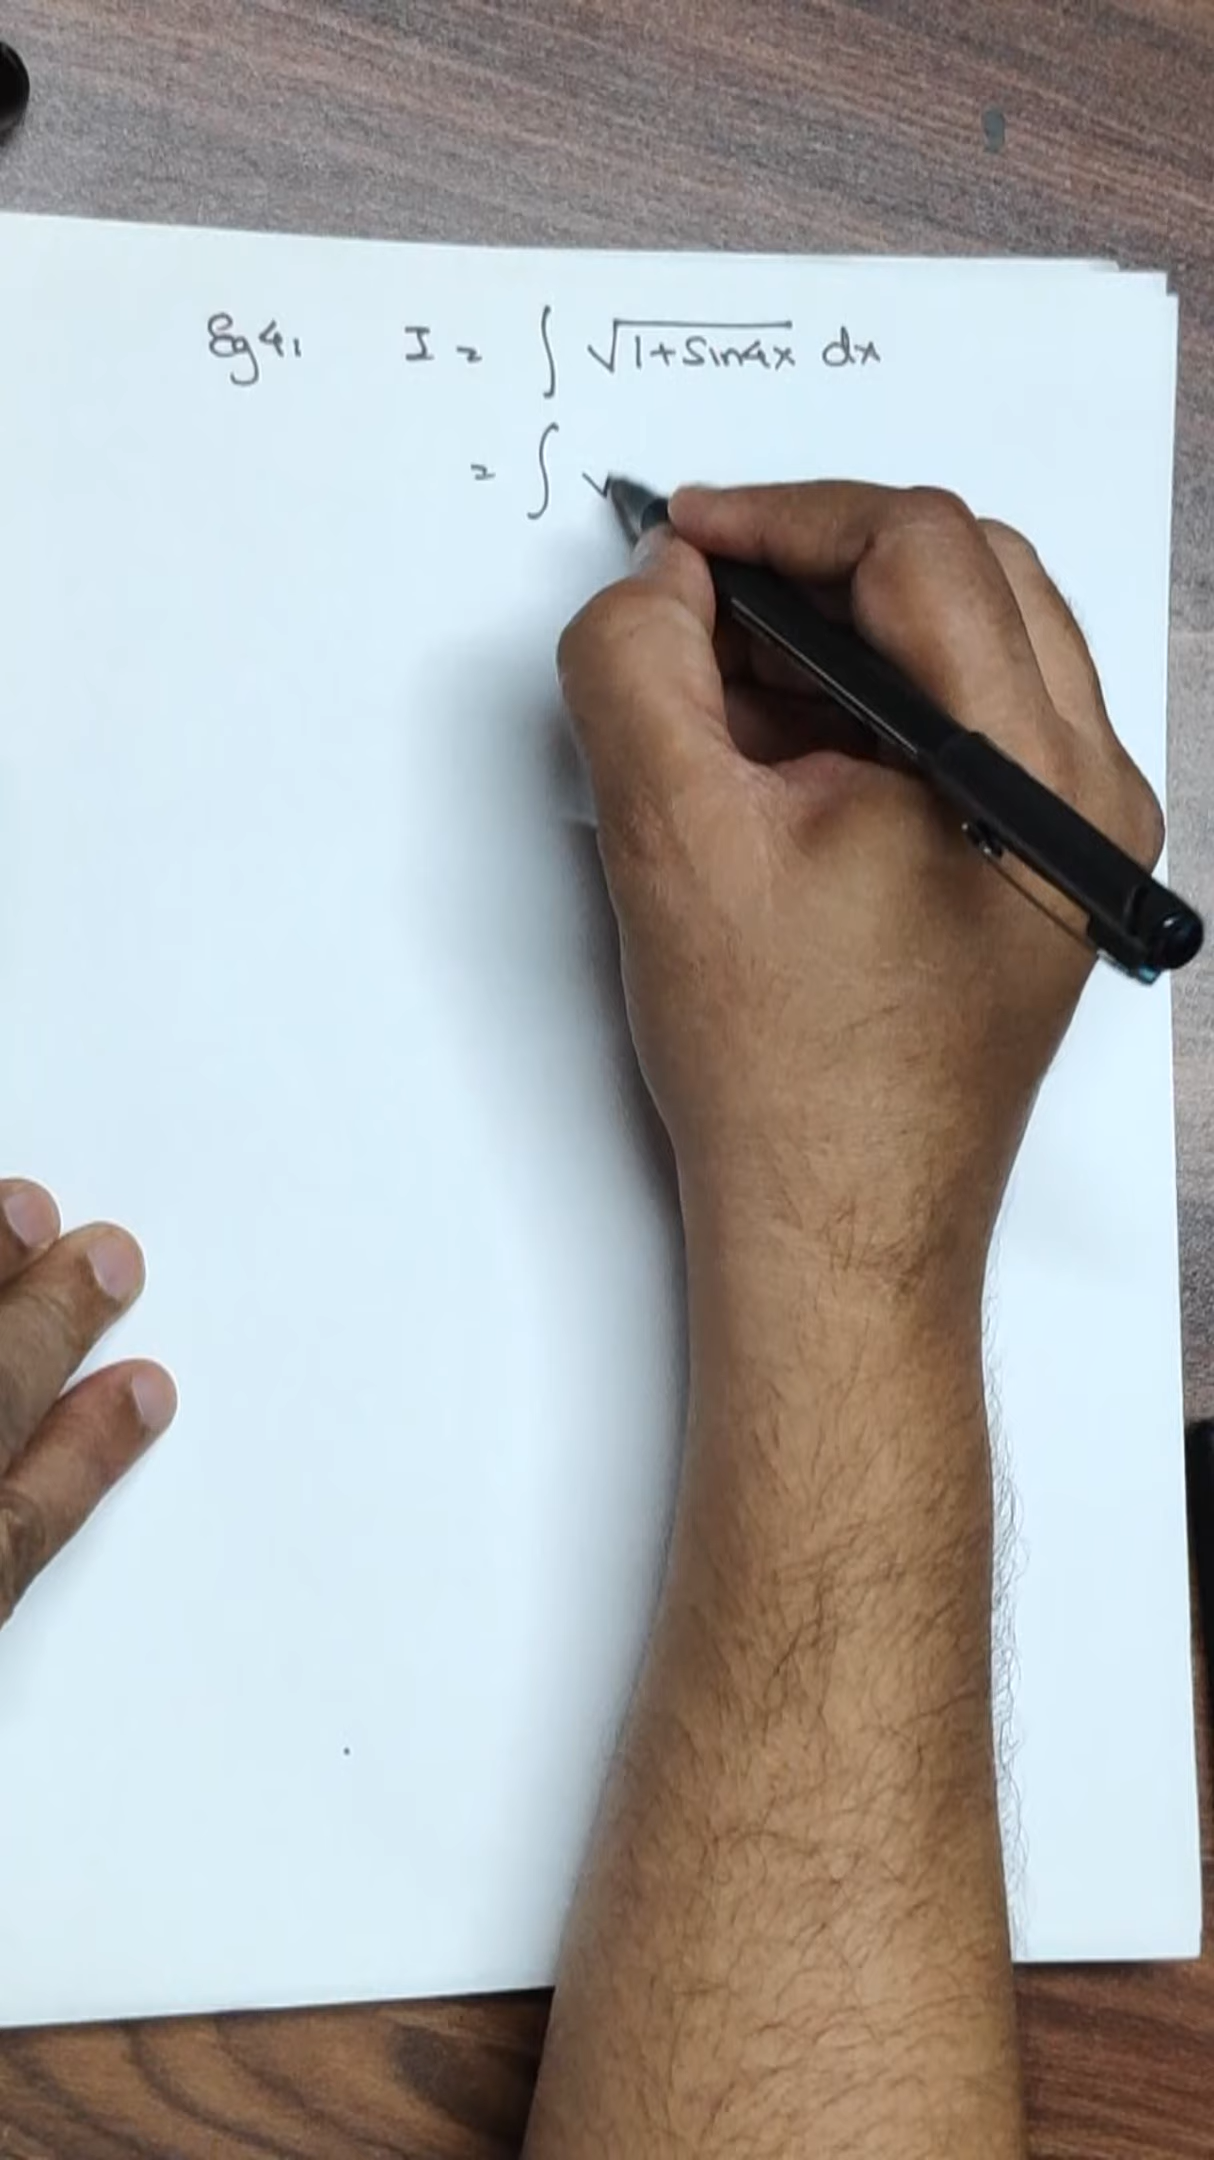 Eg 4, I = ∫ √1+Sin4x dx
= ∫ √